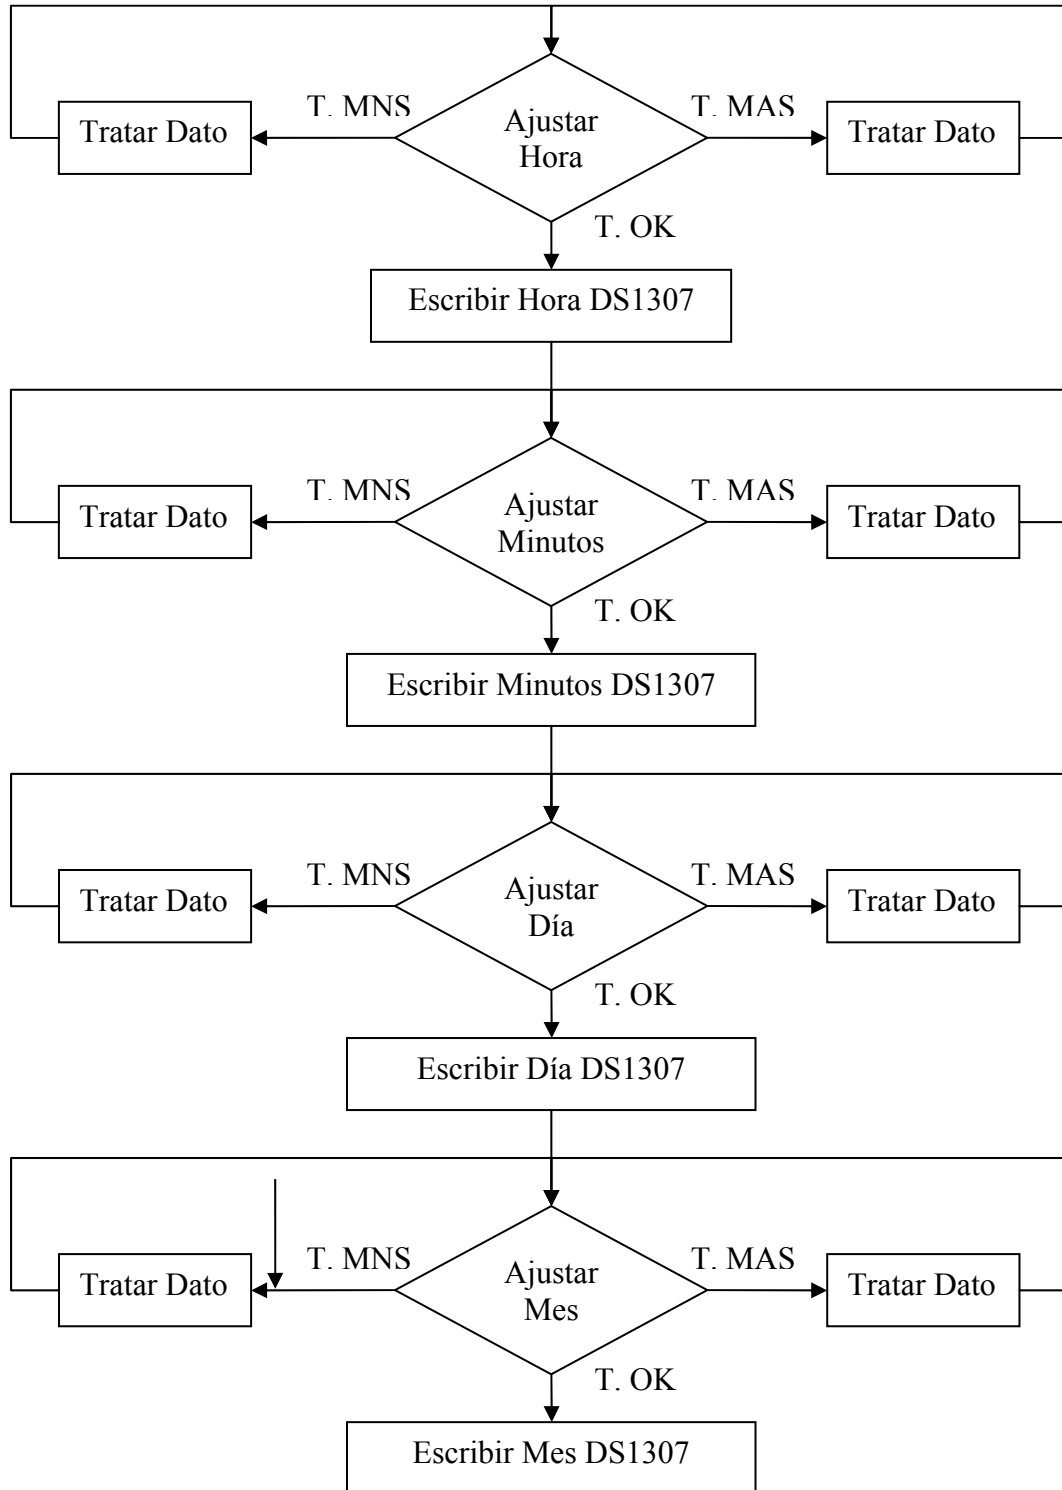 T. MNS
T. MAS
Tratar Dato
Ajustar
Hora
Tratar Dato
T. OK
Escribir Hora DS1307
T. MNS
T. MAS
Tratar Dato
Ajustar
Minutos
Tratar Dato
T. OK
Escribir Minutos DS1307
T. MNS
T. MAS
Tratar Dato
Ajustar
Día
Tratar Dato
T. OK
Escribir Día DS1307
T. MNS
T. MAS
Tratar Dato
Ajustar
Mes
Tratar Dato
T. OK
Escribir Mes DS1307